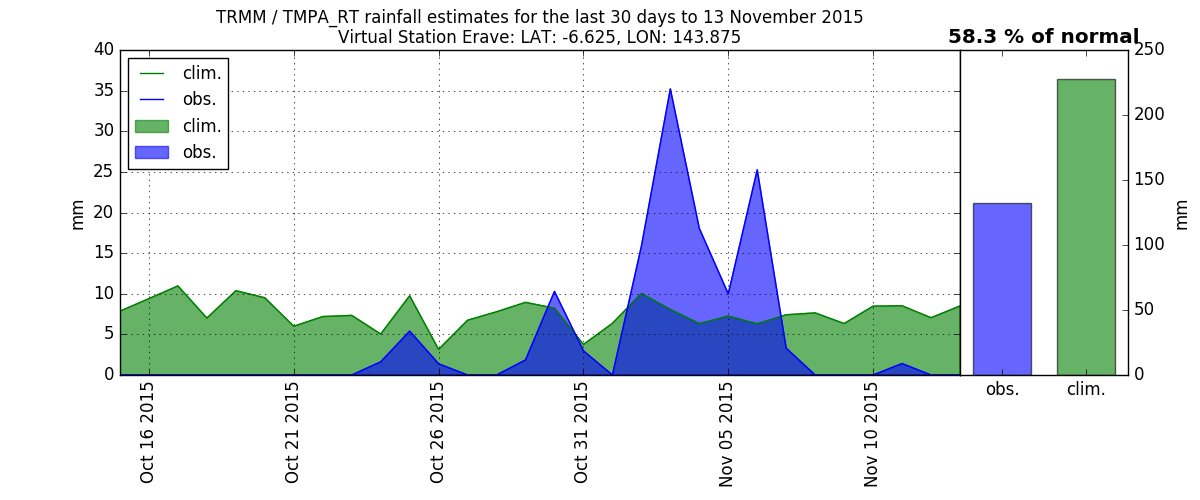 TRMM / TMPA_RT rainfall estimates for the last 30 days to 13 November 2015
Virtual Station Erave: LAT: -6.625, LON: 143.875
58.3 % of normal
40
35
30
25
20
15
10
5
0
mm
clim.
obs.
clim.
obs.
Oct 16 2015
Oct 21 2015
Oct 26 2015
Oct 31 2015
Nov 05 2015
Nov 10 2015
250
200
150
100
50
0
mm
obs.
clim.